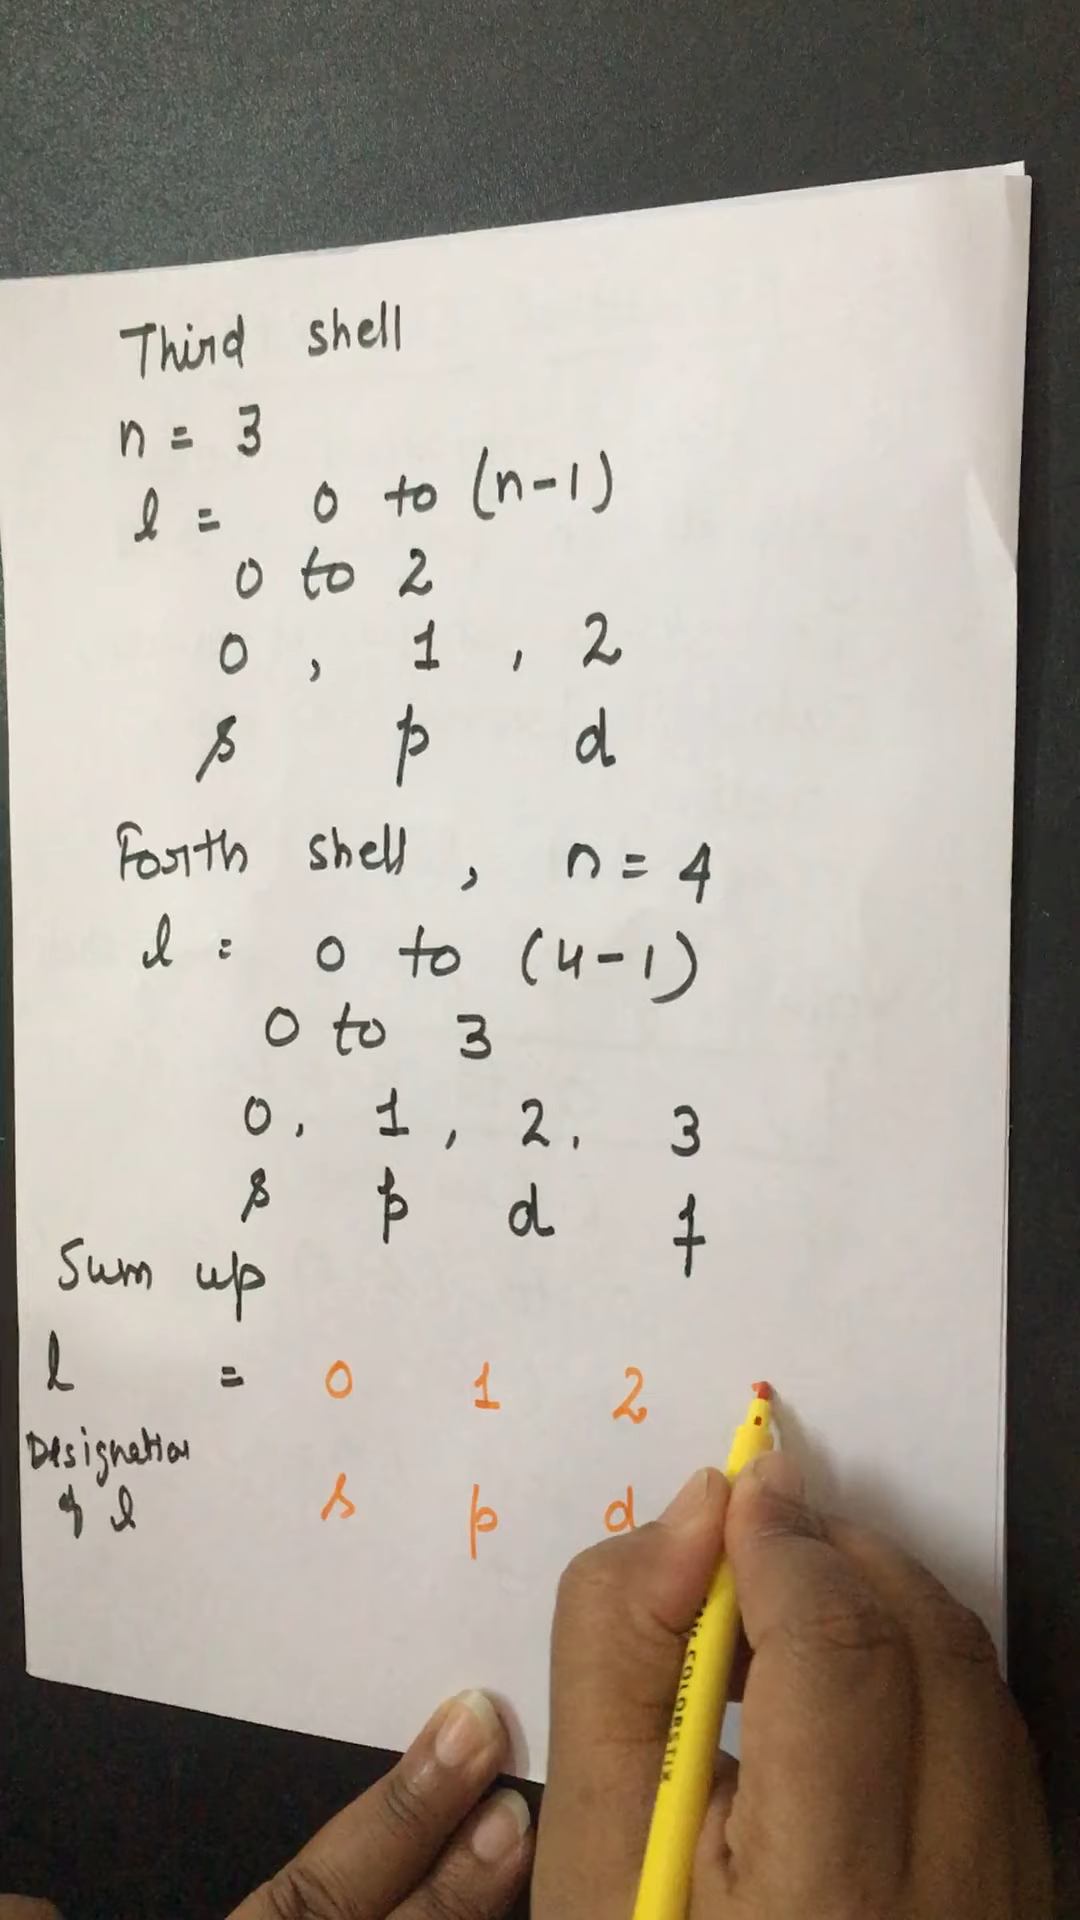 Third shell
n = 3
l = 0 to (n-1)
0 to 2
0 , 1 , 2
s p d
Forth shell , n = 4
l = 0 to (4-1)
0 to 3
0, 1, 2, 3
s p d f
Sum up
l = 0 1 2
Designation
of l s p d
COLORSTIX